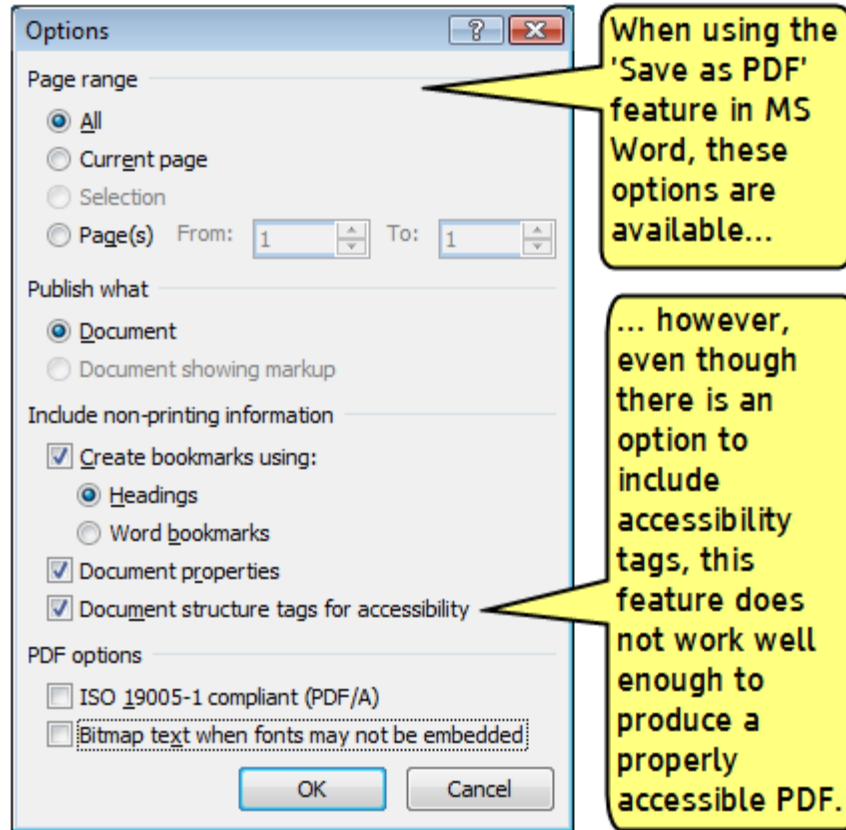 Options
Page range
All
Current page
Selection
Page(s) From: 1 To: 1
Publish what
Document
Document showing markup
Include non-printing information
Create bookmarks using:
Headings
Word bookmarks
Document properties
Document structure tags for accessibility
PDF options
ISO 19005-1 compliant (PDF/A)
Bitmap text when fonts may not be embedded
OK Cancel
When using the
'Save as PDF'
feature in MS
Word, these
options are
available...
... however,
even though
there is an
option to
include
accessibility
tags, this
feature does
not work well
enough to
produce a
properly
accessible PDF.